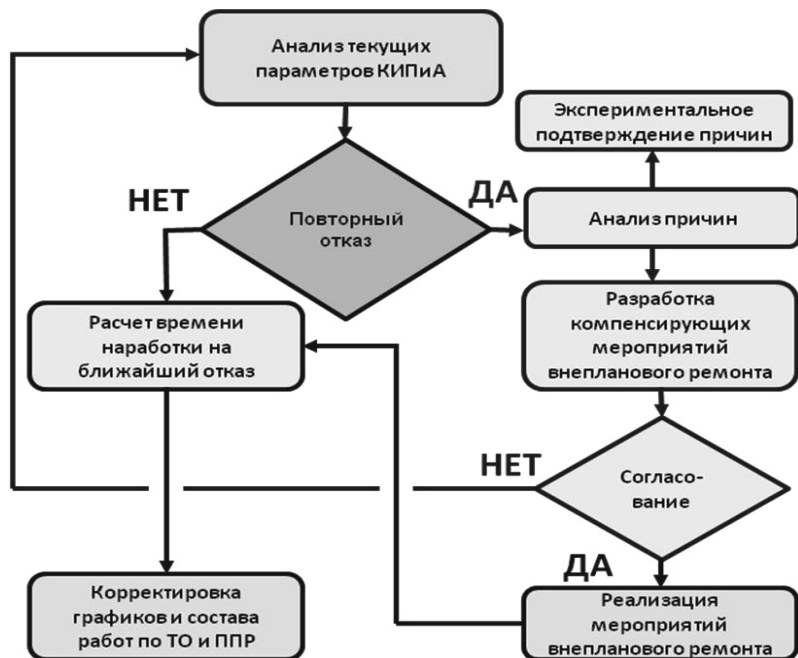 Анализ текущих
параметров КИПиА
Экспериментальное
подтверждение причин
НЕТ
ДА
Повторный
отказ
Анализ причин
Расчет времени
наработки на
ближайший отказ
Разработка
компенсирующих
мероприятий
внепланового ремонта
НЕТ
Согласо-
вание
ДА
Корректировка
графиков и состава
работ по ТО и ППР
Реализация
мероприятий
внепланового ремонта